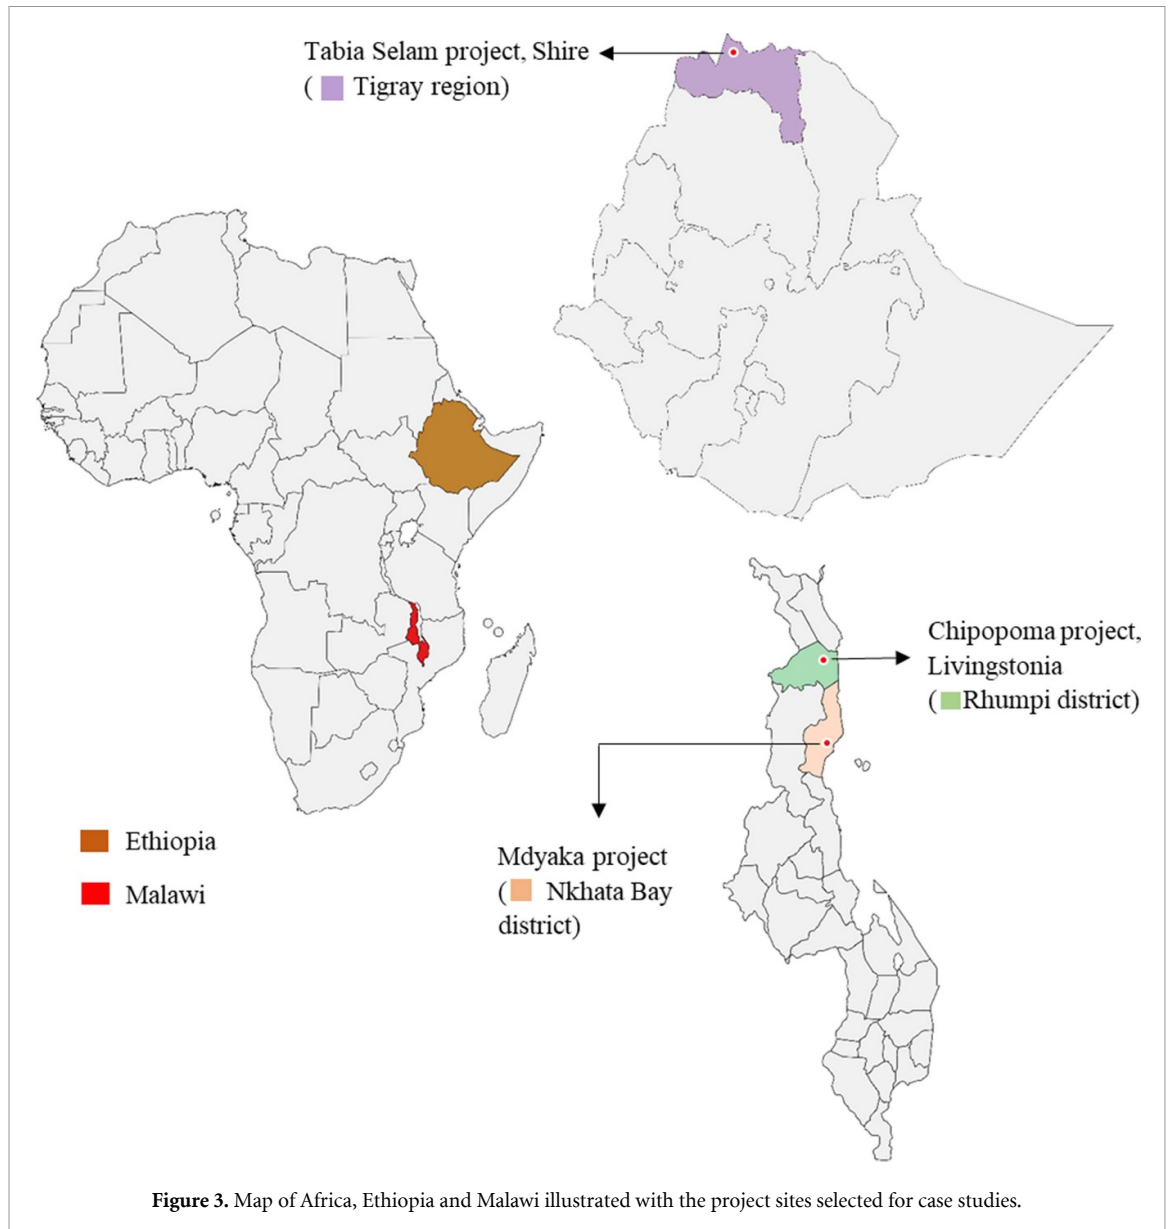 Tabia Selam project, Shire
( Tigray region)
Chipopoma project,
Livingstonia
( Rhumpi district)
Mdyaka project
( Nkhata Bay
district)
Ethiopia
Malawi
Figure 3. Map of Africa, Ethiopia and Malawi illustrated with the project sites selected for case studies.